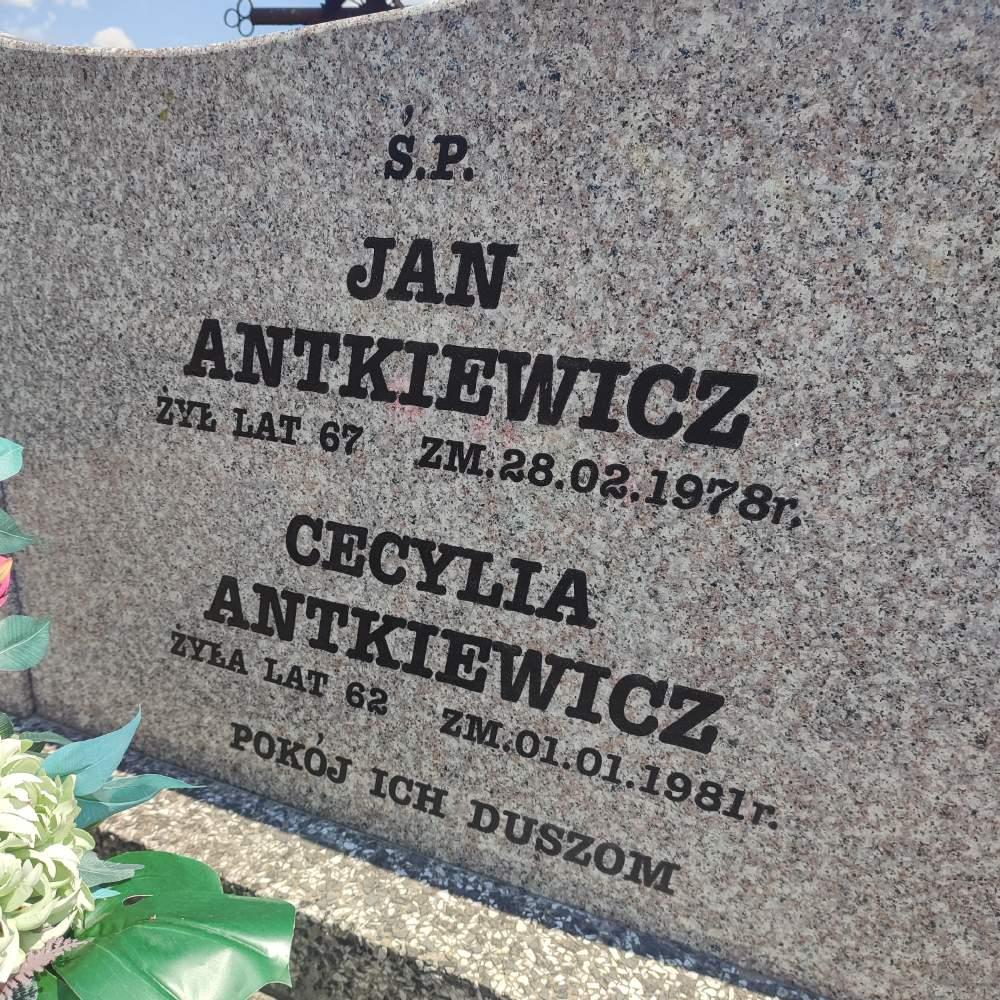 Ś.P.
JAN
ANTKIEWICZ
ŻYŁ LAT 67 ZM.28.02.1978r.
CECYLIA
ANTKIEWICZ
ŻYŁA LAT 62 ZM.01.01.1981r.
POKÓJ ICH DUSZOM